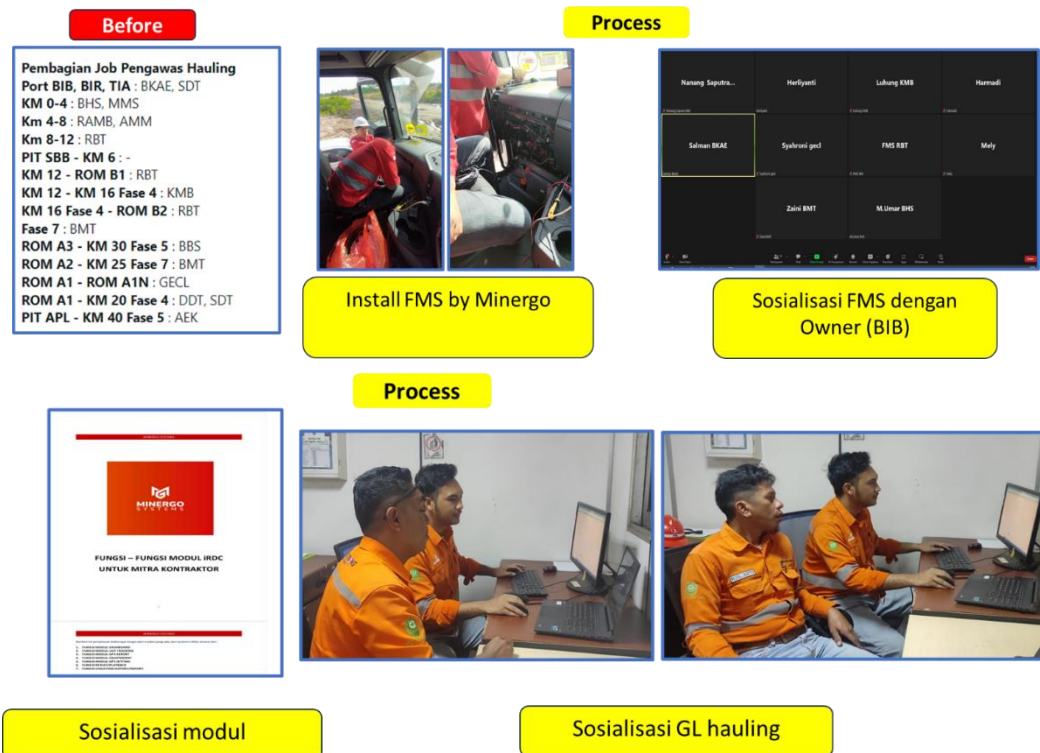 Before
Process
Pembagian Job Pengawas Hauling
Port BIB, BIR, TIA : BKAE, SDT
KM 0-4 : BHS, MMS
Km 4-8 : RAMB, AMM
Km 8-12 : RBT
PIT SBB - KM 6 : -
KM 12 - ROM B1 : RBT
KM 12 - KM 16 Fase 4 : KMB
KM 16 Fase 4 - ROM B2 : RBT
Fase 7 : BMT
ROM A3 - KM 30 Fase 5 : BBS
ROM A2 - KM 25 Fase 7 : BMT
ROM A1 - ROM A1N : GECL
ROM A1 - KM 20 Fase 4 : DDT, SDT
PIT APL - KM 40 Fase 5 : AEK
Nanang Saputra...
Herliyanti
Luhung KMB
Harmadi
Salman BKAE
Syahroni gecl
FMS RBT
Mely
Zaini BMT
M.Umar BHS
Install FMS by Minergo
Sosialisasi FMS dengan
Owner (BIB)
Process
MINERGO
SYSTEMS
FUNGSI – FUNGSI MODUL iRDC
UNTUK MITRA KONTRAKTOR
Sosialisasi modul
Sosialisasi GL hauling